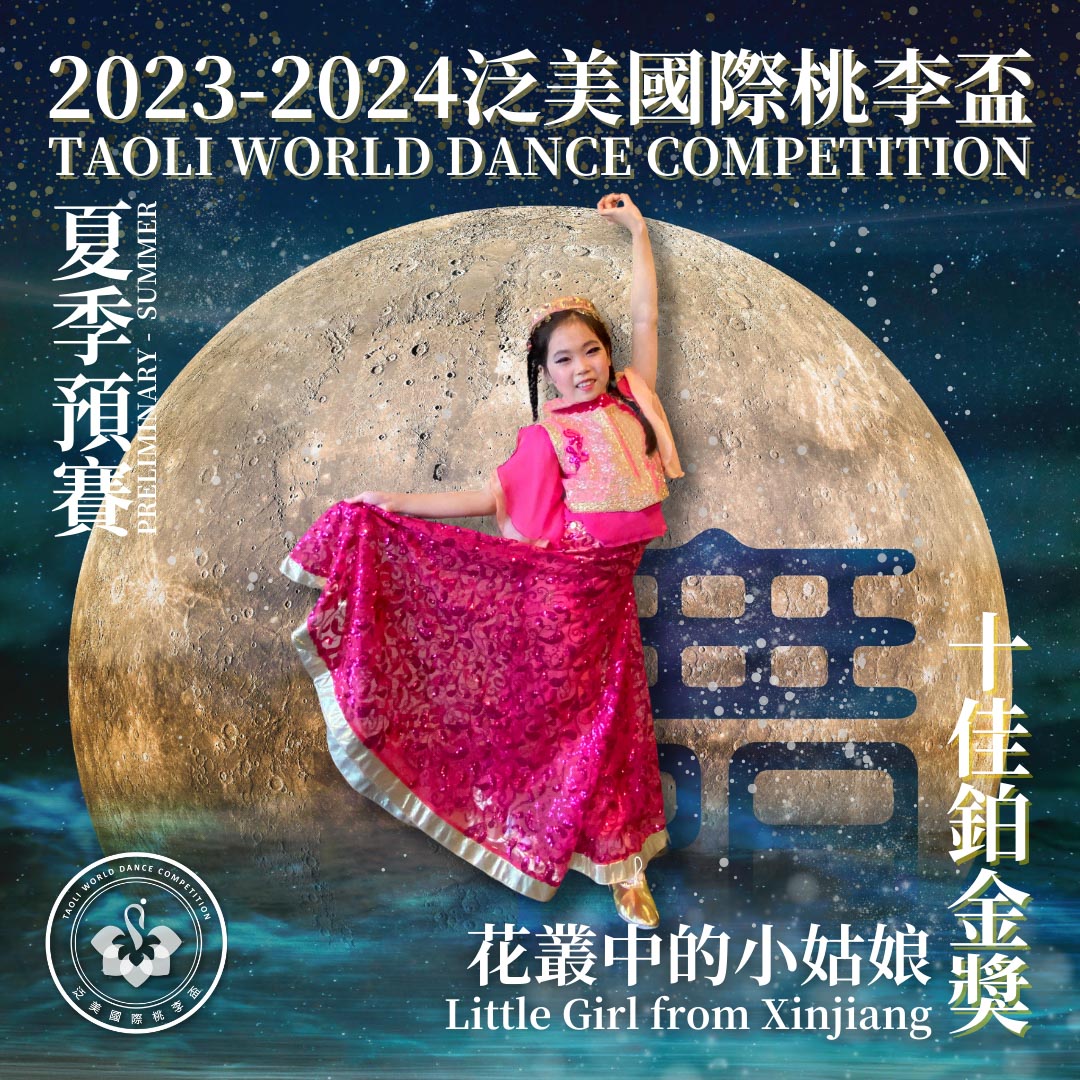 2023-2024泛美國際桃李盃
TAOLI WORLD DANCE COMPETITION
夏季預賽
PRELIMINARY - SUMMER
舞
十佳鉑金獎
花叢中的小姑娘
Little Girl from Xinjiang
TAOLI WORLD DANCE COMPETITION
泛美國際桃李盃